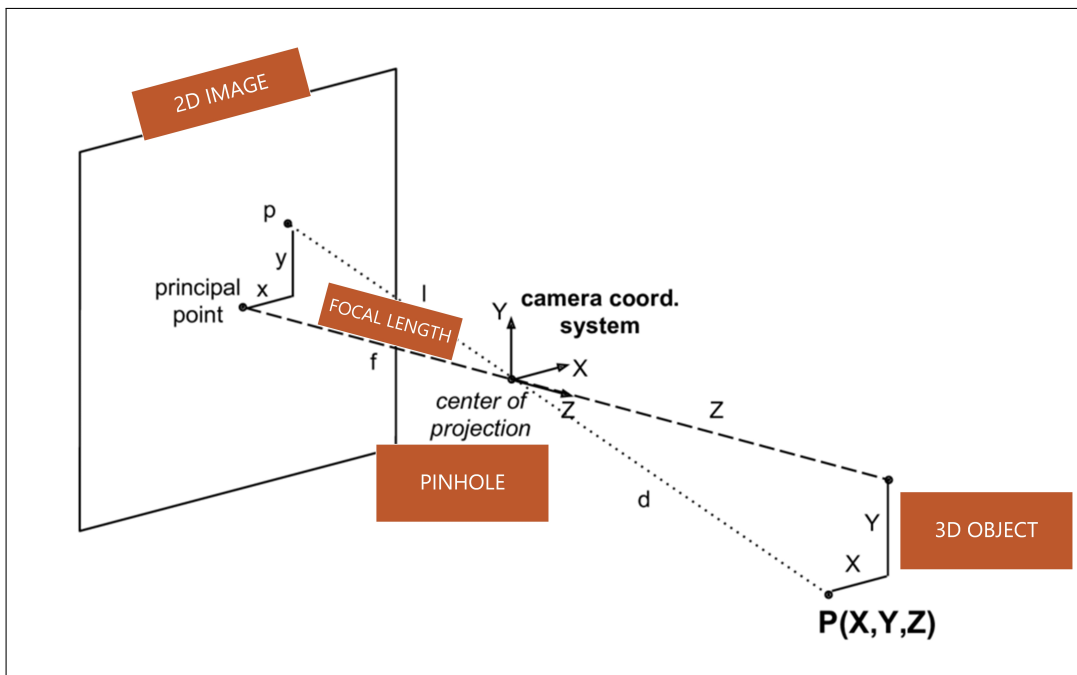 2D IMAGE
p
y
principal
point
x
FOCAL LENGTH
l
f
Y
camera coord.
system
X
Z
center of
projection
PINHOLE
Z
d
Y
3D OBJECT
X
P(X,Y,Z)